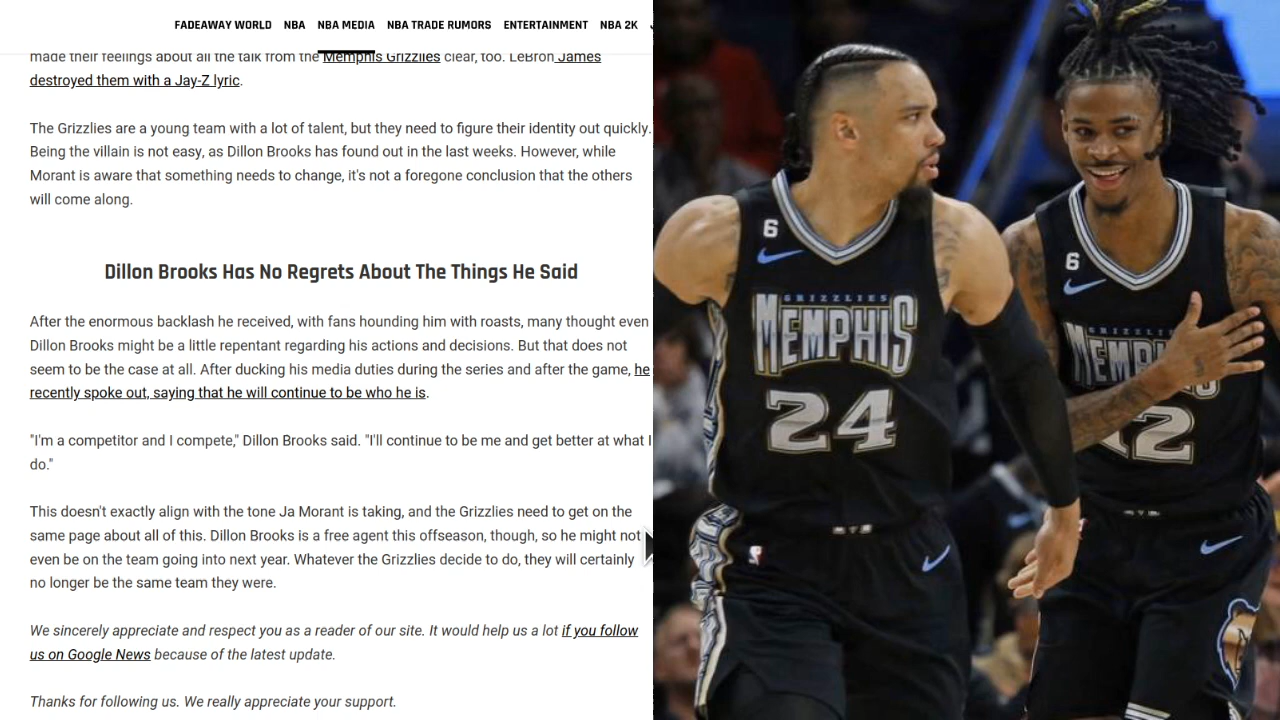 FADEAWAY WORLD NBA NBA MEDIA NBA TRADE RUMORS ENTERTAINMENT NBA 2K
made their feelings about all the talk from the Memphis Grizzlies clear, too. LeBron James
destroyed them with a Jay-Z lyric.
The Grizzlies are a young team with a lot of talent, but they need to figure their identity out quickly.
Being the villain is not easy, as Dillon Brooks has found out in the last weeks. However, while
Morant is aware that something needs to change, it's not a foregone conclusion that the others
will come along.
Dillon Brooks Has No Regrets About The Things He Said
After the enormous backlash he received, with fans hounding him with roasts, many thought even
Dillon Brooks might be a little repentant regarding his actions and decisions. But that does not
seem to be the case at all. After ducking his media duties during the series and after the game, he
recently spoke out, saying that he will continue to be who he is.
"I'm a competitor and I compete," Dillon Brooks said. "I'll continue to be me and get better at what I
do."
This doesn't exactly align with the tone Ja Morant is taking, and the Grizzlies need to get on the
same page about all of this. Dillon Brooks is a free agent this offseason, though, so he might not
even be on the team going into next year. Whatever the Grizzlies decide to do, they will certainly
no longer be the same team they were.
We sincerely appreciate and respect you as a reader of our site. It would help us a lot if you follow
us on Google News because of the latest update.
Thanks for following us. We really appreciate your support.
6
GRIZZLIES
MEMPHIS
24
6
GRIZZLIE
MEMP
12